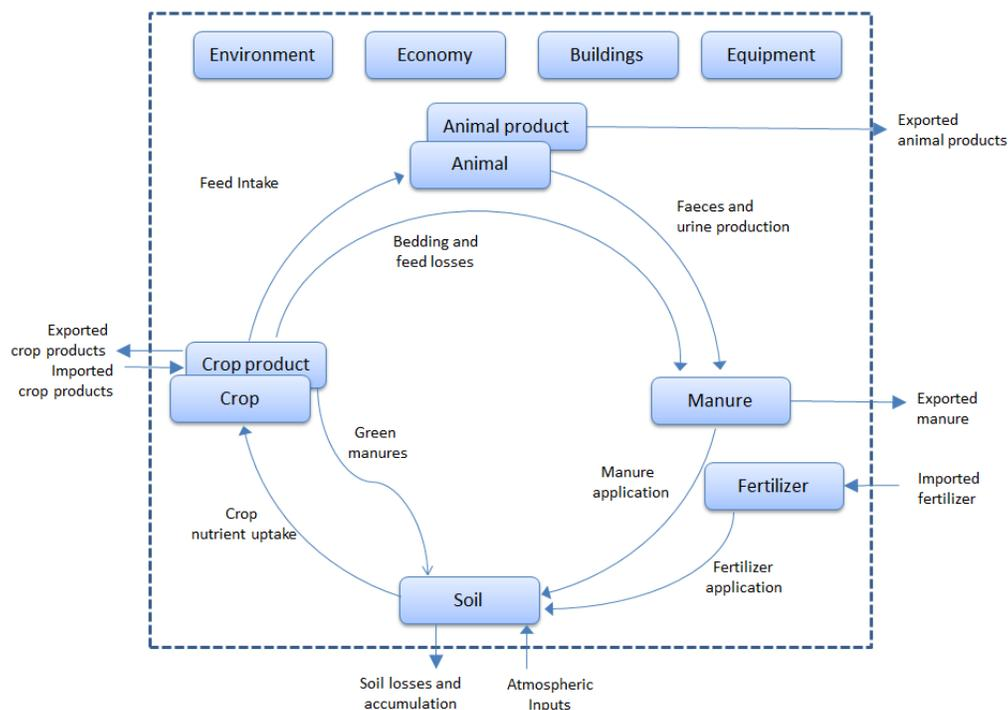 Environment
Economy
Buildings
Equipment
Animal product
Exported
animal products
Animal
Feed Intake
Faeces and
urine production
Bedding and
feed losses
Exported
crop products
Imported
crop products
Crop product
Crop
Manure
Exported
manure
Green
manures
Manure
application
Fertilizer
Imported
fertilizer
Crop
nutrient uptake
Fertilizer
application
Soil
Soil losses and
accumulation
Atmospheric
Inputs